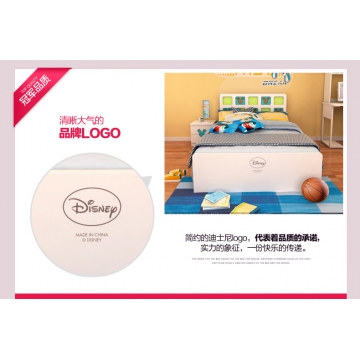 冠军品质
清晰大气的
品牌LOGO
Disney
MADE IN CHINA
© DISNEY
Disney
简约的迪士尼logo，代表着品质的承诺，
实力的象征，一份快乐的传递。